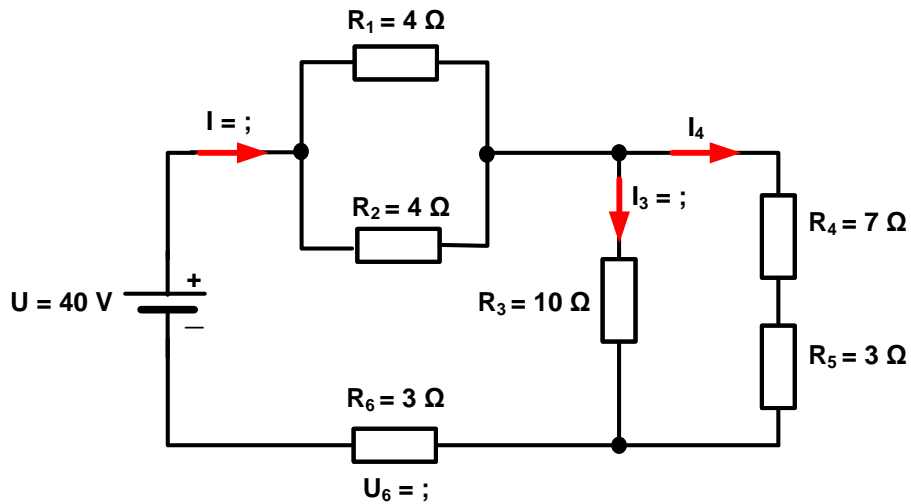 R₁ = 4 Ω
I = ;
I₄
R₂ = 4 Ω
I₃ = ;
R₄ = 7 Ω
+
U = 40 V
R₃ = 10 Ω
_
R₅ = 3 Ω
R₆ = 3 Ω
U₆ = ;